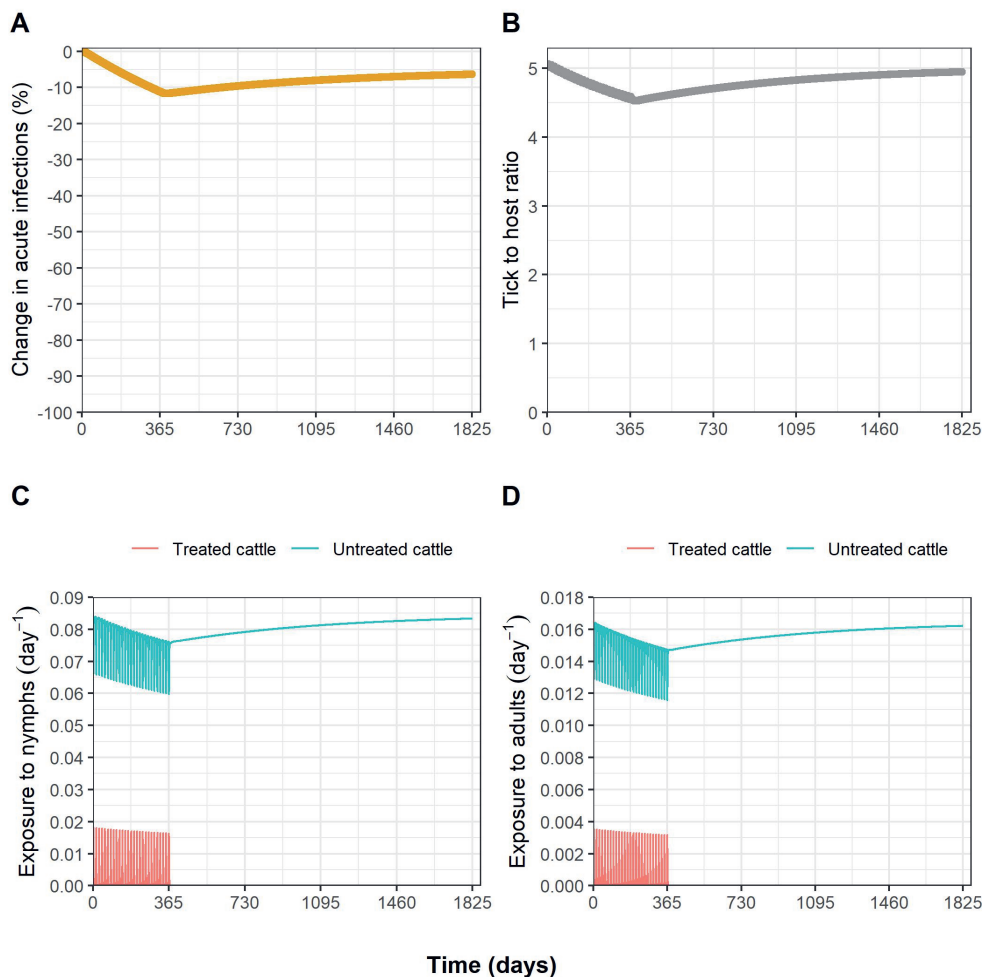 A
Change in acute infections (%)
0
-10
-20
-30
-40
-50
-60
-70
-80
-90
-100
0 365 730 1095 1460 1825
B
Tick to host ratio
5
4
3
2
1
0
0 365 730 1095 1460 1825
C
Treated cattle Untreated cattle
Exposure to nymphs (day⁻¹)
0.09
0.08
0.07
0.06
0.05
0.04
0.03
0.02
0.01
0.00
0 365 730 1095 1460 1825
D
Treated cattle Untreated cattle
Exposure to adults (day⁻¹)
0.018
0.016
0.014
0.012
0.010
0.008
0.006
0.004
0.002
0.000
0 365 730 1095 1460 1825
Time (days)